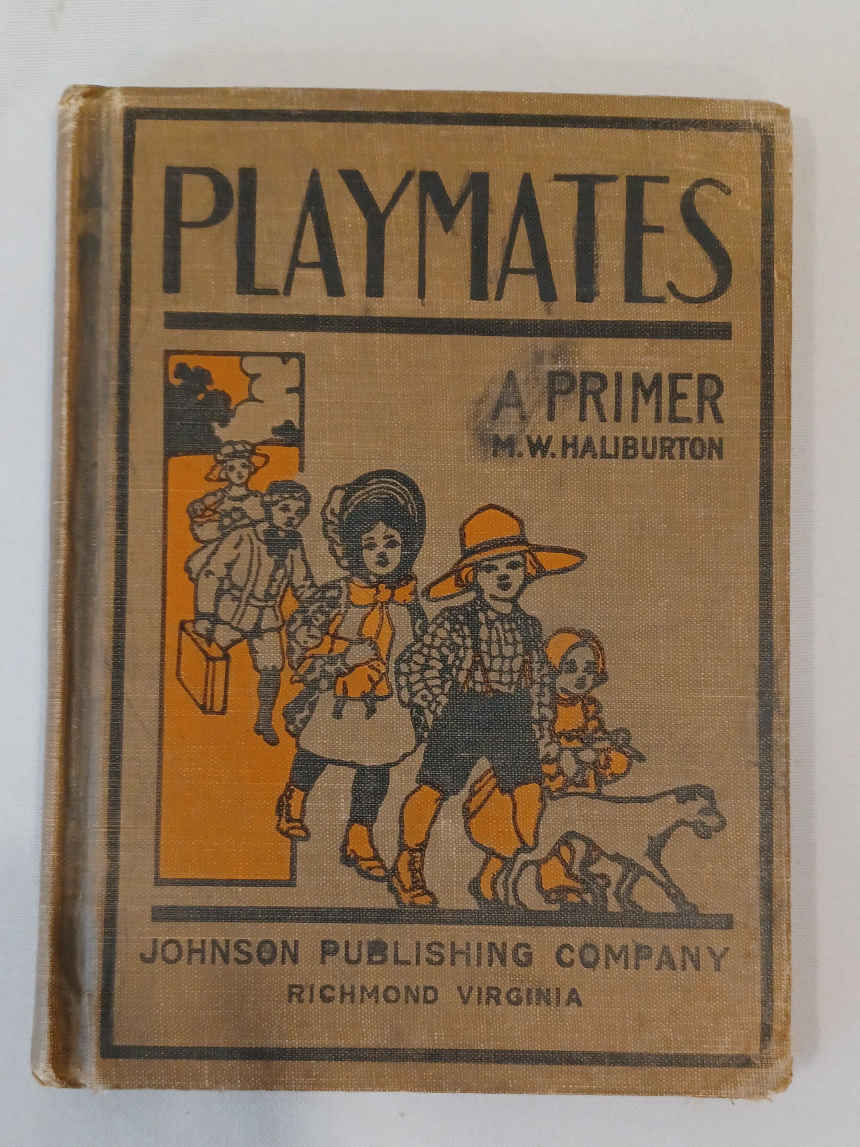 PLAYMATES
A PRIMER
M.W. HALIBURTON
JOHNSON PUBLISHING COMPANY
RICHMOND VIRGINIA